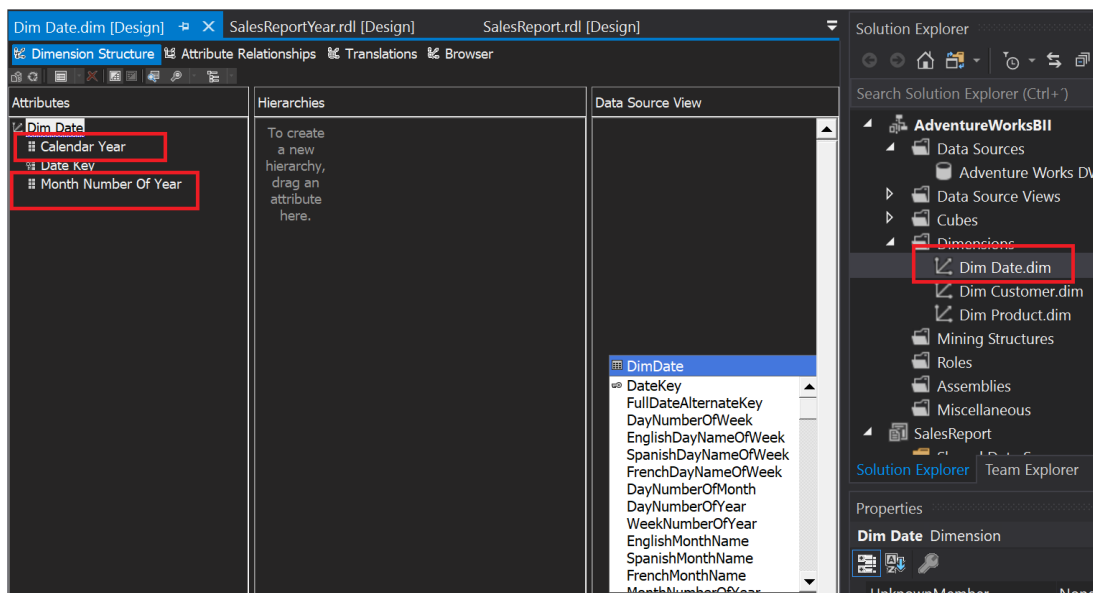 Dim Date.dim [Design]
SalesReportYear.rdl [Design]
SalesReport.rdl [Design]
Dimension Structure
Attribute Relationships
Translations
Browser
Attributes
Dim Date
Calendar Year
Date Key
Month Number Of Year
Hierarchies
To create
a new
hierarchy,
drag an
attribute
here.
Data Source View
DimDate
DateKey
FullDateAlternateKey
DayNumberOfWeek
EnglishDayNameOfWeek
SpanishDayNameOfWeek
FrenchDayNameOfWeek
DayNumberOfMonth
DayNumberOfYear
WeekNumberOfYear
EnglishMonthName
SpanishMonthName
FrenchMonthName
MonthNumberOfYear
Solution Explorer
Search Solution Explorer (Ctrl+´)
AdventureWorksBII
Data Sources
Adventure Works DW
Data Source Views
Cubes
Dimensions
Dim Date.dim
Dim Customer.dim
Dim Product.dim
Mining Structures
Roles
Assemblies
Miscellaneous
SalesReport
Solution Explorer
Team Explorer
Properties
Dim Date Dimension
UnknownMember
None